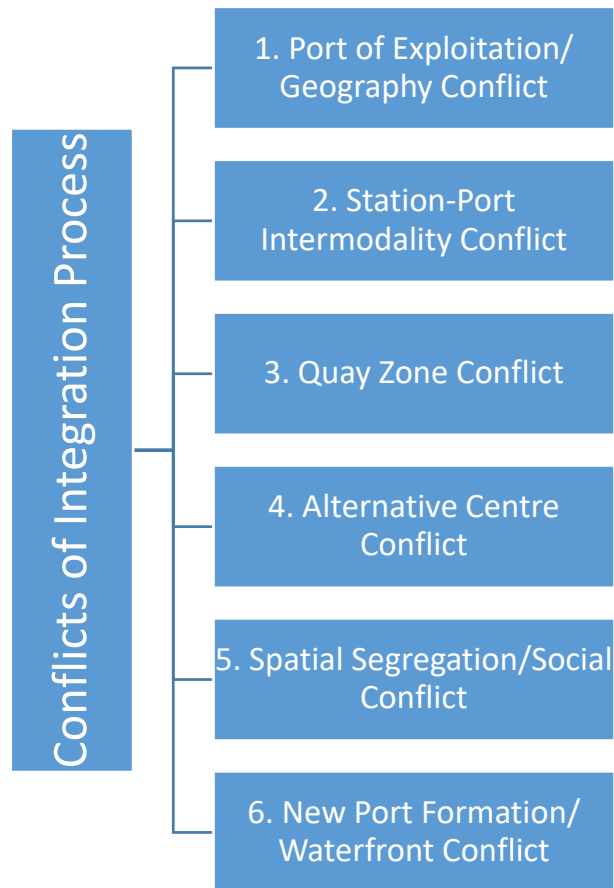 Conflicts of Integration Process
1. Port of Exploitation/
Geography Conflict
2. Station-Port
Intermodality Conflict
3. Quay Zone Conflict
4. Alternative Centre
Conflict
5. Spatial Segregation/Social
Conflict
6. New Port Formation/
Waterfront Conflict